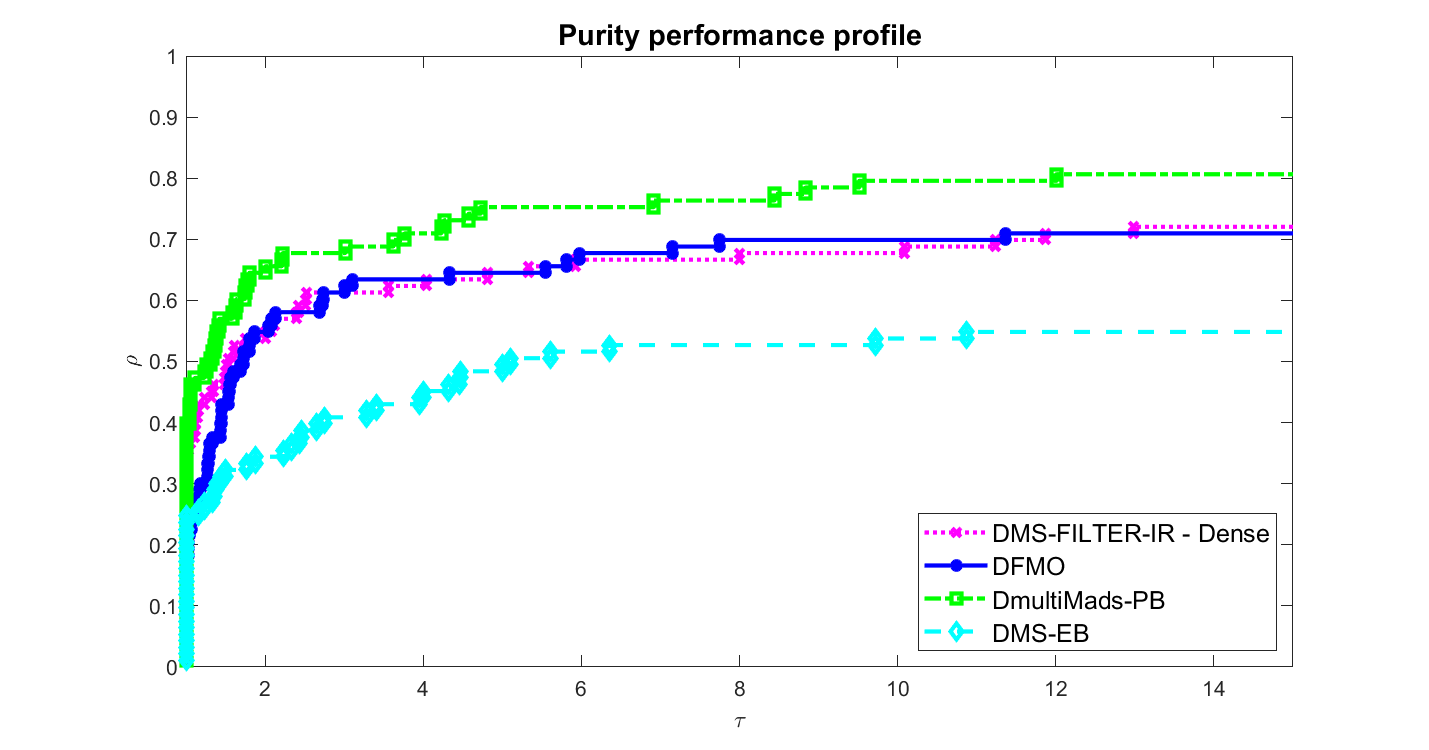 Purity performance profile
1
0.9
0.8
0.7
0.6
0.5
0.4
0.3
0.2
0.1
0
ρ
2 4 6 8 10 12 14
τ
DMS-FILTER-IR - Dense
DFMO
DmultiMads-PB
DMS-EB